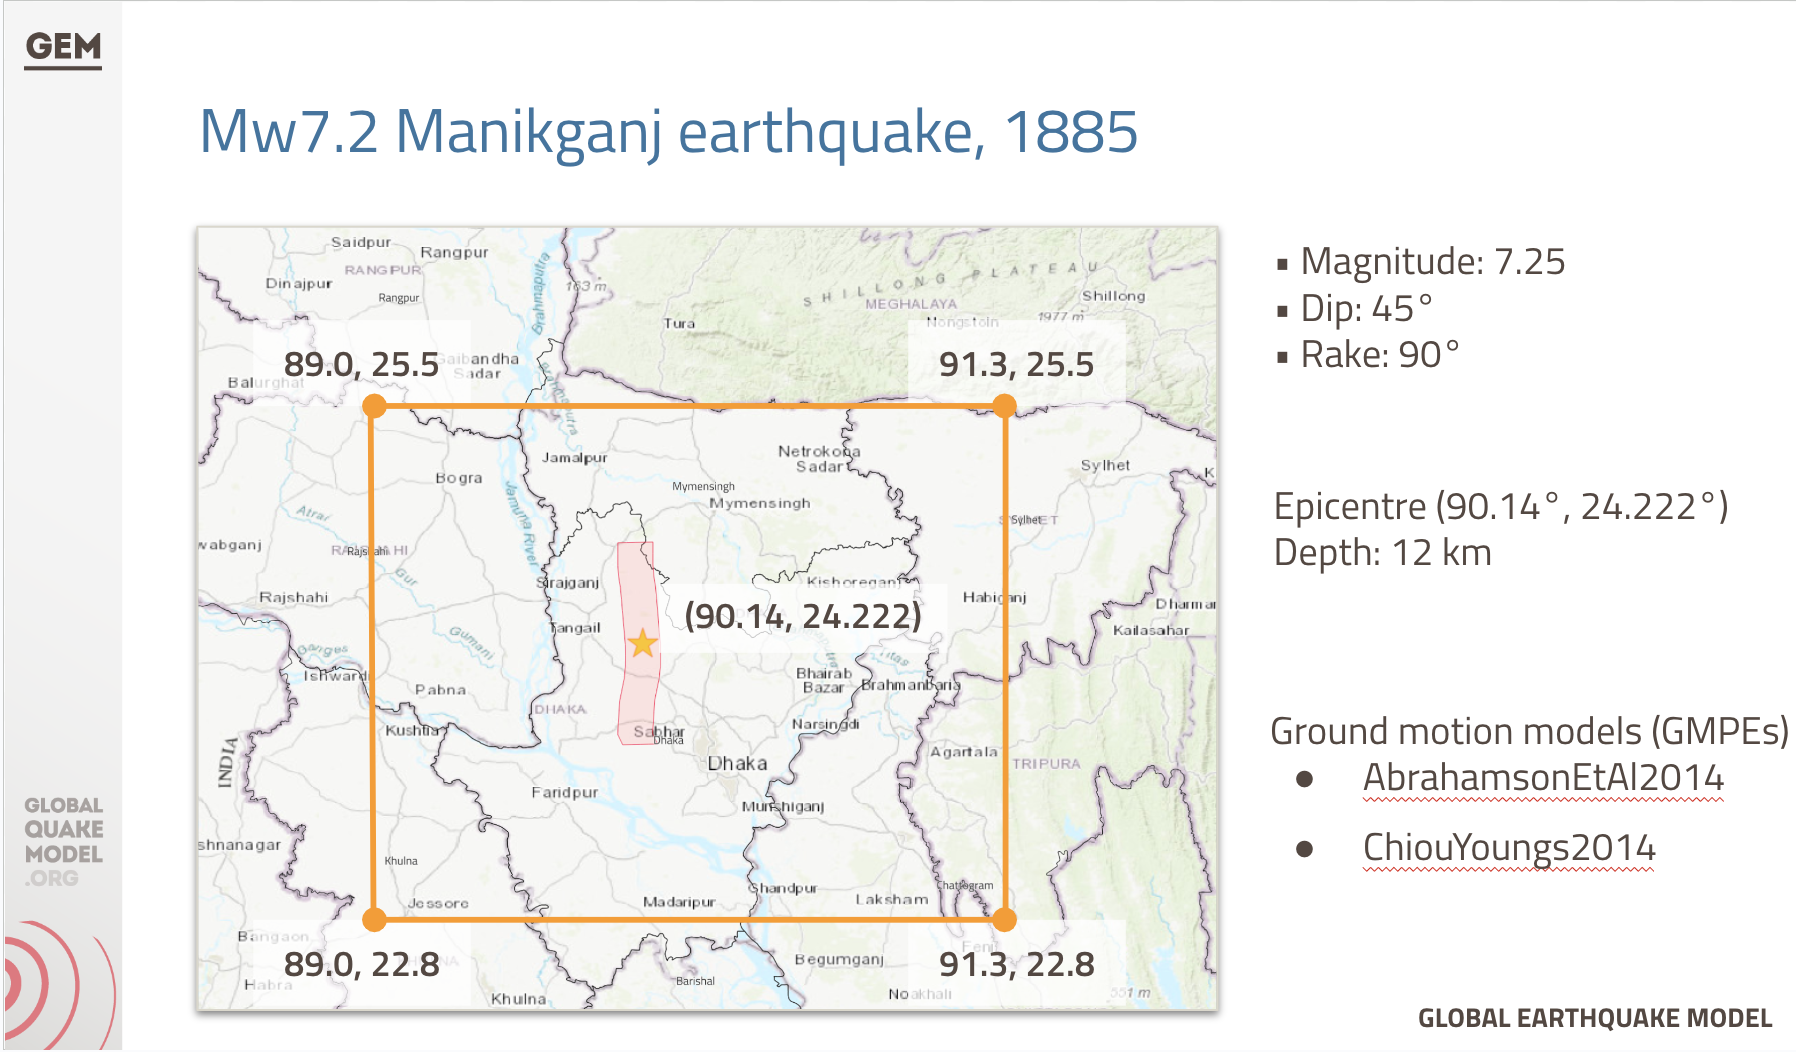 GEM
Mw7.2 Manikganj earthquake, 1885
Saidpur
Rangpur
RANGPUR
Dinajpur
Rangpur
Brahmaputra
163 m
SHILLONG PLATEAU
MEGHALAYA
Shillong
Tura
Nongstoin
1977 m
89.0, 25.5
Gaibandha
Sadar
91.3, 25.5
Balurghat
Jamalpur
Netrokona
Sadar
Sylhet
Bogra
Mymensingh
Mymensingh
Jamuna River
Atrai
Sylhet
wabganj
Rajshahi
Gur
Sirajganj
Kishoreganj
Rajshahi
Habiganj
Dharmar
(90.14, 24.222)
Tangail
Kailasahar
Gumani
Ganges
Titas
Ishwardi
Pabna
Bhairab
Bazar
Brahmanbaria
DHAKA
Kushtia
Sabhar
Dhaka
Narsingdi
INDIA
Dhaka
Agartala
TRIPURA
Faridpur
Munshiganj
shnanagar
Khulna
Chandpur
Laksham
Chattogram
Jessore
Madaripur
Bangaon
Feni
89.0, 22.8
91.3, 22.8
Begumganj
Habra
Khulna
Barishal
Noakhali
551 m
▪ Magnitude: 7.25
▪ Dip: 45°
▪ Rake: 90°
Epicentre (90.14°, 24.222°)
Depth: 12 km
Ground motion models (GMPEs)
● AbrahamsonEtAl2014
● ChiouYoungs2014
GLOBAL
QUAKE
MODEL
.ORG
GLOBAL EARTHQUAKE MODEL